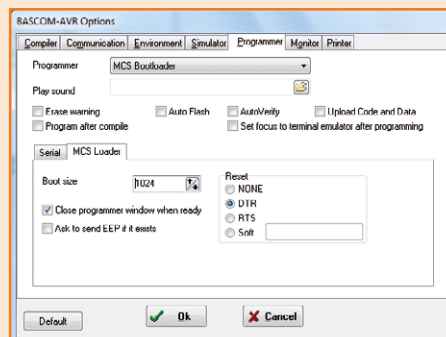 BASCOM-AVR Options
Compiler Communication Environment Simulator Programmer Monitor Printer
Programmer MCS Bootloader
Play sound
Erase warning Auto Flash AutoVerify Upload Code and Data
Program after compile Set focus to terminal emulator after programming
Serial MCS Loader
Boot size 1024 Reset
NONE
Close programmer window when ready DTR
Ask to send EEP if it exists RTS
Soft
Default Ok Cancel